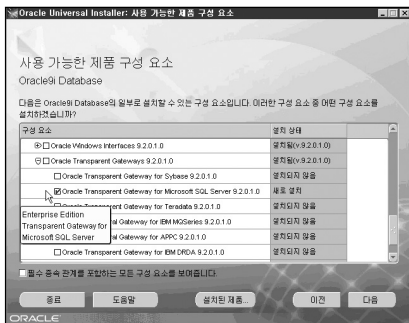 Oracle Universal Installer: 사용 가능한 제품 구성 요소
사용 가능한 제품 구성 요소
Oracle9i Database
다음은 Oracle9i Database의 일부로 설치할 수 있는 구성 요소입니다. 이러한 구성 요소 중 어떤 구성 요소를
설치하겠습니까?
구성 요소 설치 상태
Oracle Windows Interfaces 9.2.0.1.0 설치됨(v.9.2.0.1.0)
Oracle Transparent Gateways 9.2.0.1.0 설치됨(v.9.2.0.1.0)
Oracle Transparent Gateway for Sybase 9.2.0.1.0 설치되지 않음
Oracle Transparent Gateway for Microsoft SQL Server 9.2.0.1.0 새로 설치
Oracle Transparent Gateway for Teradata 9.2.0.1.0 설치되지 않음
Enterprise Edition
Transparent Gateway for
Microsoft SQL Server
al Gateway for IBM MQSeries 9.2.0.1.0 설치되지 않음
al Gateway for APPC 9.2.0.1.0 설치되지 않음
Oracle Transparent Gateway for IBM DRDA 9.2.0.1.0 설치되지 않음
필수 종속 관계를 포함하는 모든 구성 요소를 보여줍니다.
종료 도움말 설치된 제품... 이전 다음
ORACLE